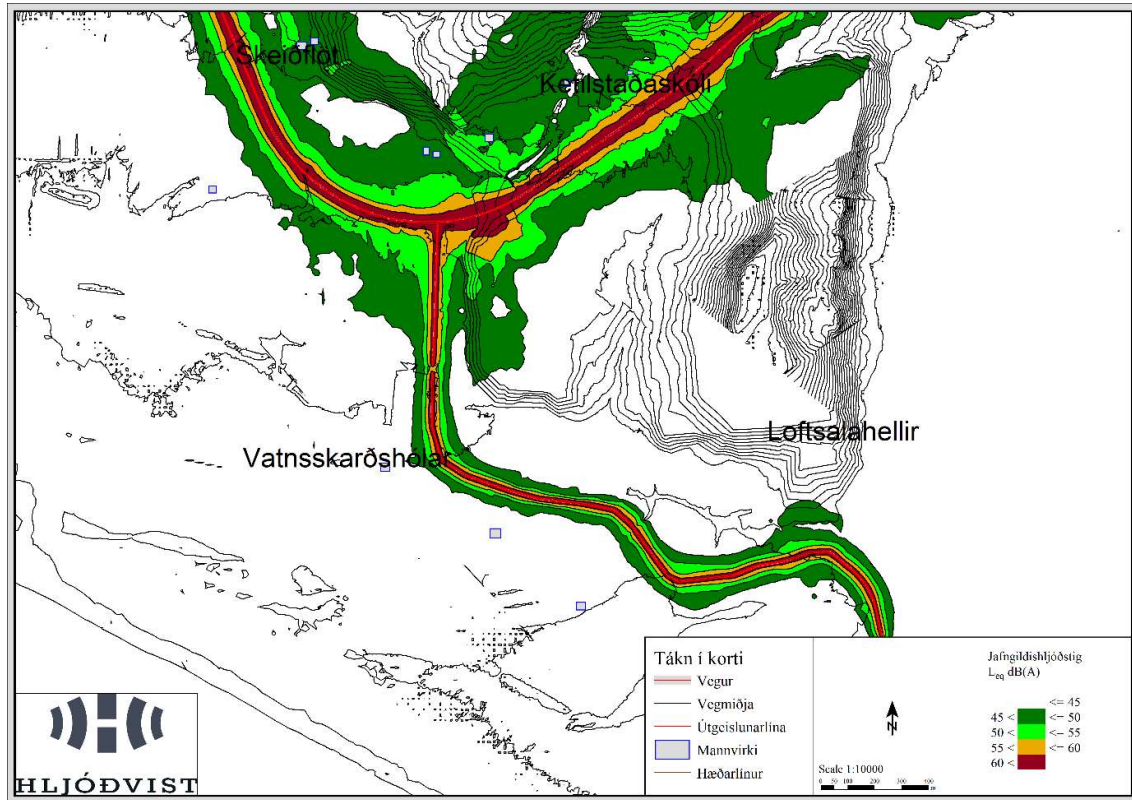 Skeiðflöt
Ketilstaðaskóli
Loftsalahellir
Vatnsskarðshólar
HLJÓÐVIST
Tákn í korti
Vegur
Vegmiðja
Útgeislunarlína
Mannvirki
Hæðarlínur
N
Scale 1:10000
0 50 100 200 300 400
m
Jafngildishljóðstig
Leq dB(A)
<= 45
45 < <= 50
50 < <= 55
55 < <= 60
60 <